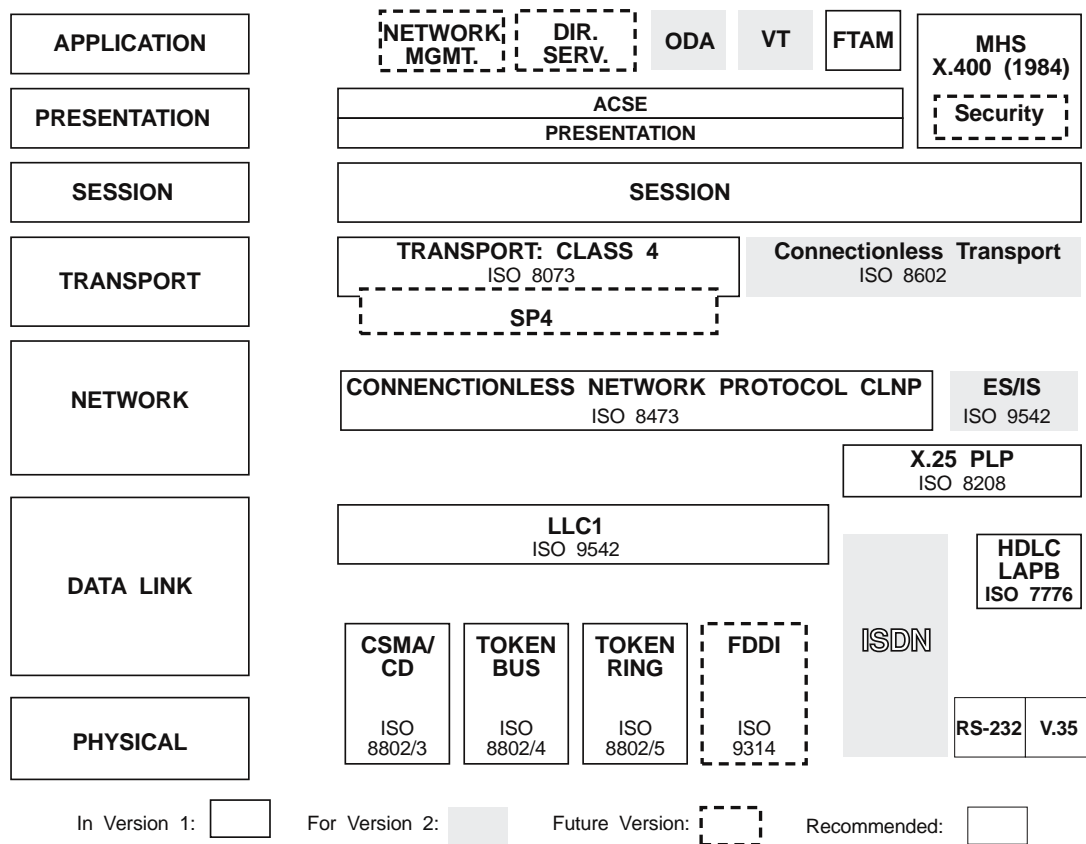 APPLICATION
NETWORK
MGMT.
DIR.
SERV.
ODA
VT
FTAM
MHS
X.400 (1984)
Security
PRESENTATION
ACSE
PRESENTATION
SESSION
SESSION
TRANSPORT
TRANSPORT: CLASS 4
ISO 8073
Connectionless Transport
ISO 8602
SP4
NETWORK
CONNENCTIONLESS NETWORK PROTOCOL CLNP
ISO 8473
ES/IS
ISO 9542
X.25 PLP
ISO 8208
DATA LINK
LLC1
ISO 9542
HDLC
LAPB
ISO 7776
ISDN
CSMA/
CD
ISO
8802/3
TOKEN
BUS
ISO
8802/4
TOKEN
RING
ISO
8802/5
FDDI
ISO
9314
PHYSICAL
RS-232
V.35
In Version 1:
For Version 2:
Future Version:
Recommended: